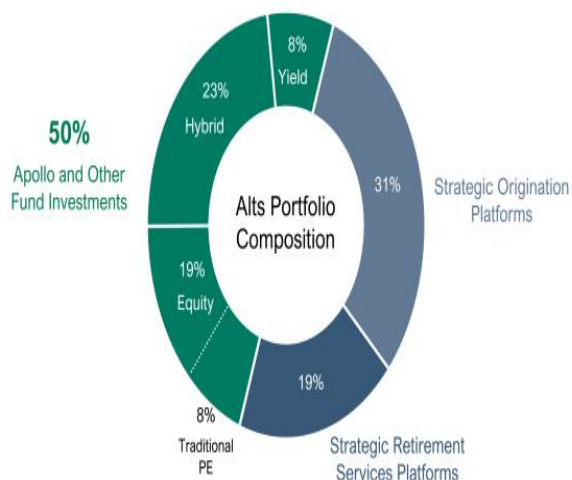 8%
Yield
23%
Hybrid
50%
Apollo and Other
Fund Investments
31%
Strategic Origination
Platforms
Alts Portfolio
Composition
19%
Equity
19%
8%
Traditional
PE
Strategic Retirement
Services Platforms